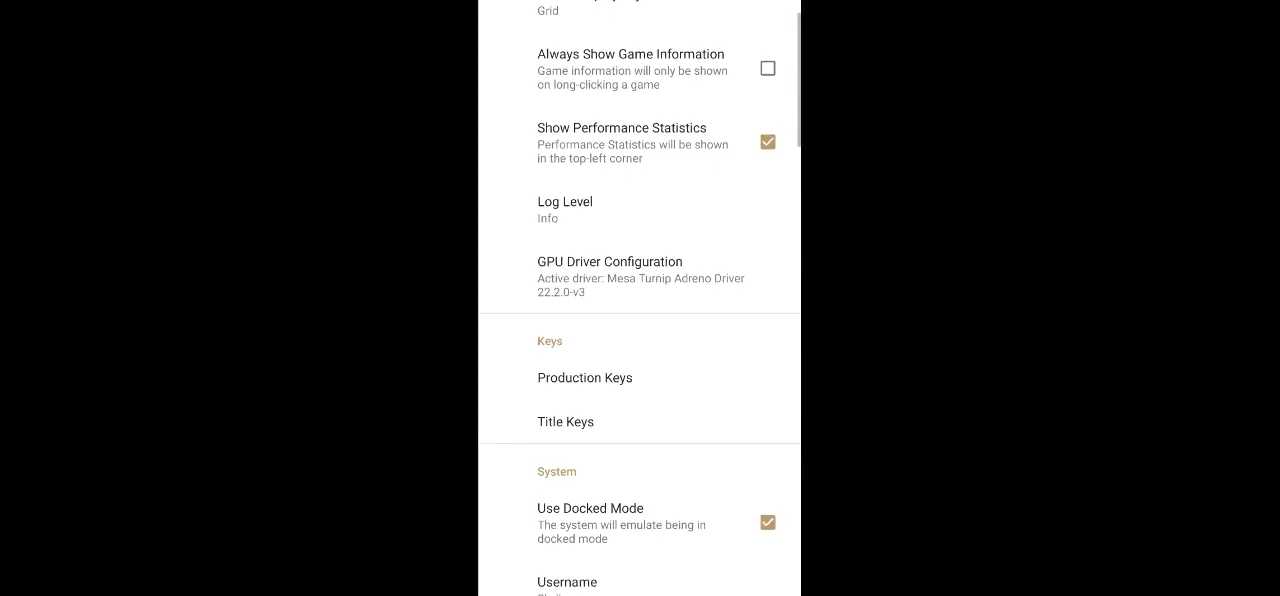 Grid
Always Show Game Information
Game information will only be shown
on long-clicking a game
Show Performance Statistics
Performance Statistics will be shown
in the top-left corner
Log Level
Info
GPU Driver Configuration
Active driver: Mesa Turnip Adreno Driver
22.2.0-v3
Keys
Production Keys
Title Keys
System
Use Docked Mode
The system will emulate being in
docked mode
Username